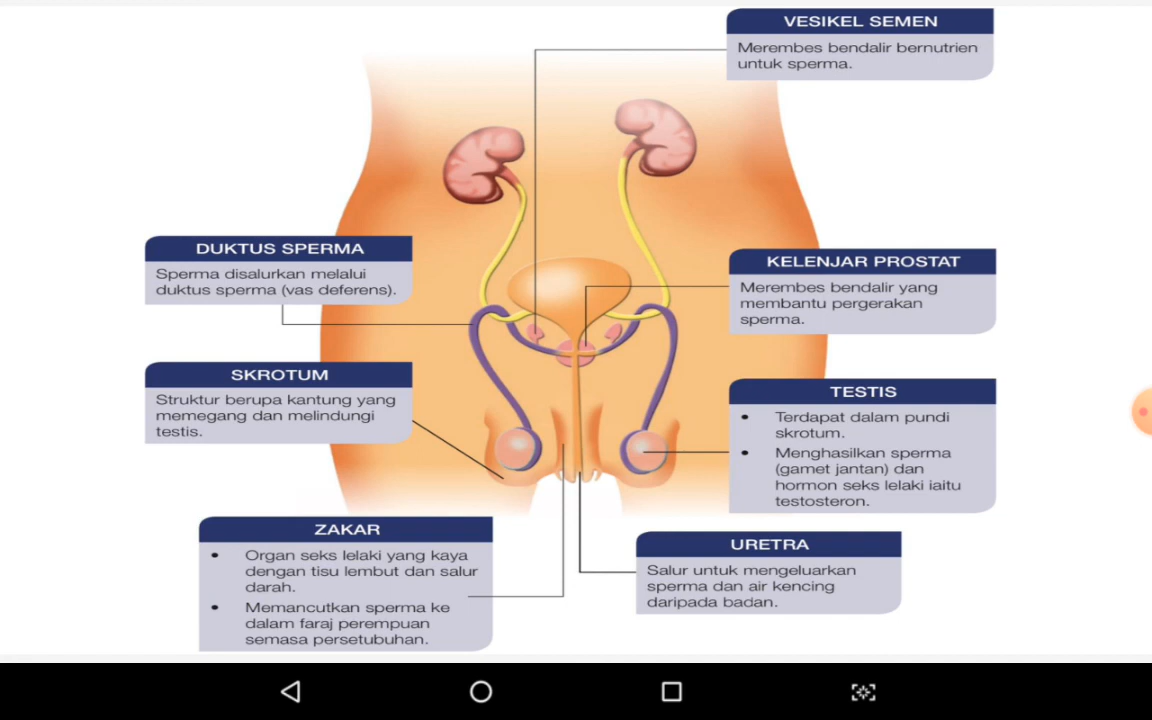 VESIKEL SEMEN
Merembes bendalir bernutrien
untuk sperma.
DUKTUS SPERMA
Sperma disalurkan melalui
duktus sperma (vas deferens).
KELENJAR PROSTAT
Merembes bendalir yang
membantu pergerakan
sperma.
SKROTUM
Struktur berupa kantung yang
memegang dan melindungi
testis.
TESTIS
• Terdapat dalam pundi
skrotum.
• Menghasilkan sperma
(gamet jantan) dan
hormon seks lelaki iaitu
testosteron.
ZAKAR
• Organ seks lelaki yang kaya
dengan tisu lembut dan salur
darah.
• Memancutkan sperma ke
dalam faraj perempuan
semasa persetubuhan.
URETRA
Salur untuk mengeluarkan
sperma dan air kencing
daripada badan.